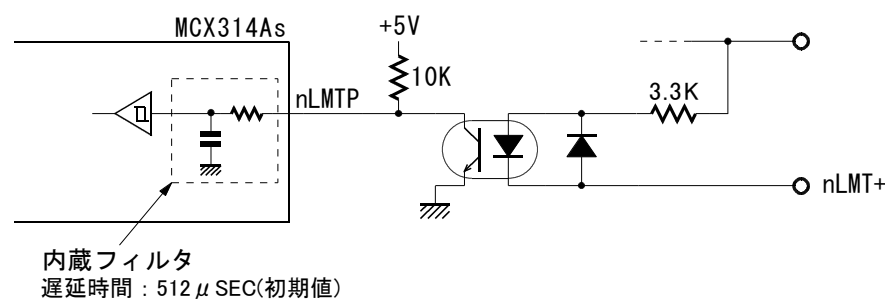 MCX314As
+5V
10K
3.3K
nLMTP
nLMT+
内蔵フィルタ
遅延時間：512μSEC(初期値)